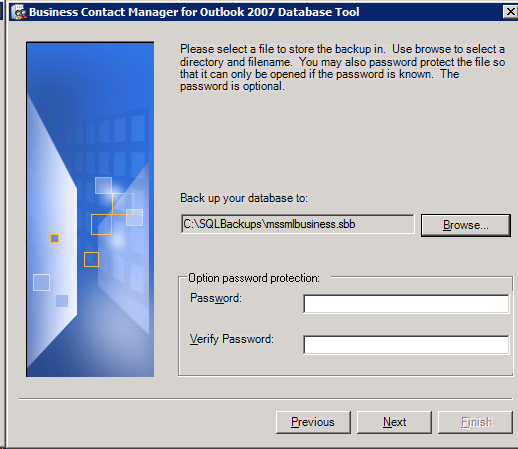 Business Contact Manager for Outlook 2007 Database Tool
Please select a file to store the backup in. Use browse to select a
directory and filename. You may also password protect the file so
that it can only be opened if the password is known. The
password is optional.
Back up your database to:
C:\SQLBackups\mssmlbusiness.sbb
Browse...
Option password protection:
Password:
Verify Password:
Previous
Next
Finish